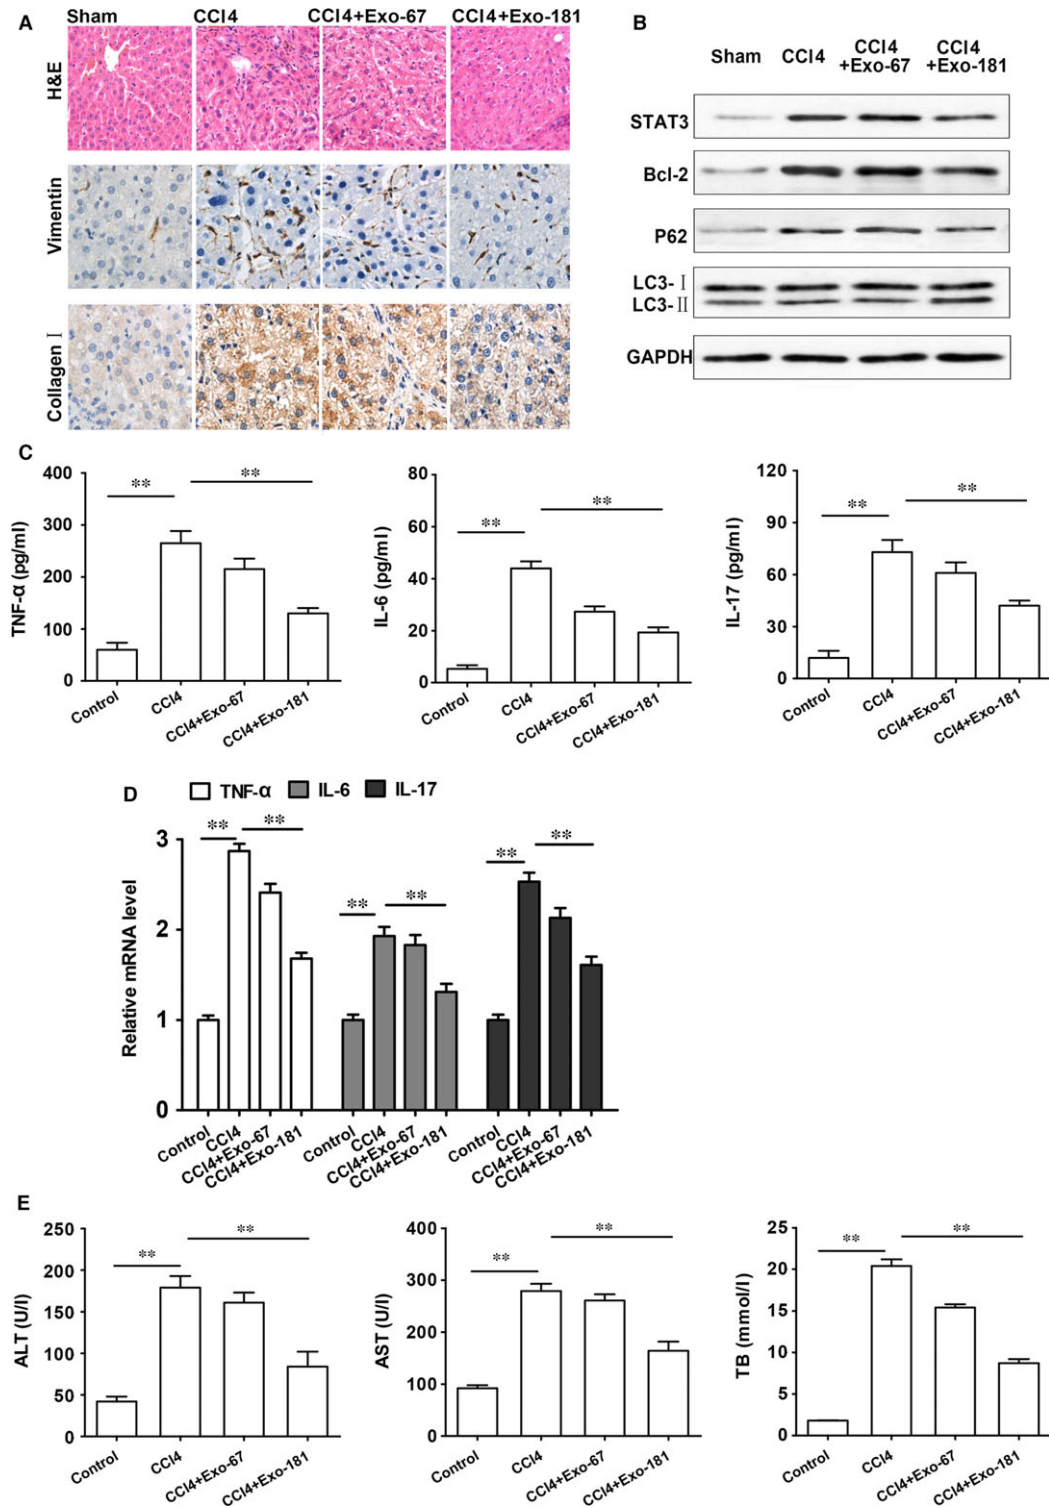 A
Sham CCl4 CCl4+Exo-67 CCl4+Exo-181
H&E
Vimentin
Collagen Ⅰ
B
Sham CCl4 CCl4 +Exo-67 CCl4 +Exo-181
STAT3
Bcl-2
P62
LC3-Ⅰ
LC3-Ⅱ
GAPDH
C
TNF-α (pg/ml)
400
300
200
100
0
** **
Control CCl4 CCl4+Exo-67 CCl4+Exo-181
IL-6 (pg/ml)
80
60
40
20
0
** **
Control CCl4 CCl4+Exo-67 CCl4+Exo-181
IL-17 (pg/ml)
120
90
60
30
0
** **
Control CCl4 CCl4+Exo-67 CCl4+Exo-181
D
TNF-α IL-6 IL-17
Relative mRNA level
3
2
1
0
** ** ** ** ** **
Control CCl4 CCl4+Exo-67 CCl4+Exo-181
Control CCl4 CCl4+Exo-67 CCl4+Exo-181
Control CCl4 CCl4+Exo-67 CCl4+Exo-181
E
ALT (U/l)
250
200
150
100
50
0
** **
Control CCl4 CCl4+Exo-67 CCl4+Exo-181
AST (U/l)
400
300
200
100
0
** **
Control CCl4 CCl4+Exo-67 CCl4+Exo-181
TB (mmol/l)
25
20
15
10
5
0
** **
Control CCl4 CCl4+Exo-67 CCl4+Exo-181